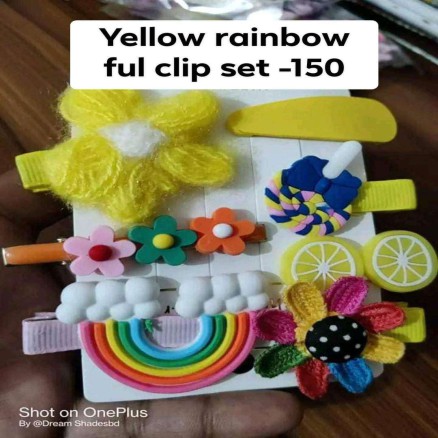 Yellow rainbow
ful clip set -150
Shot on OnePlus
By @Dream Shadesbd